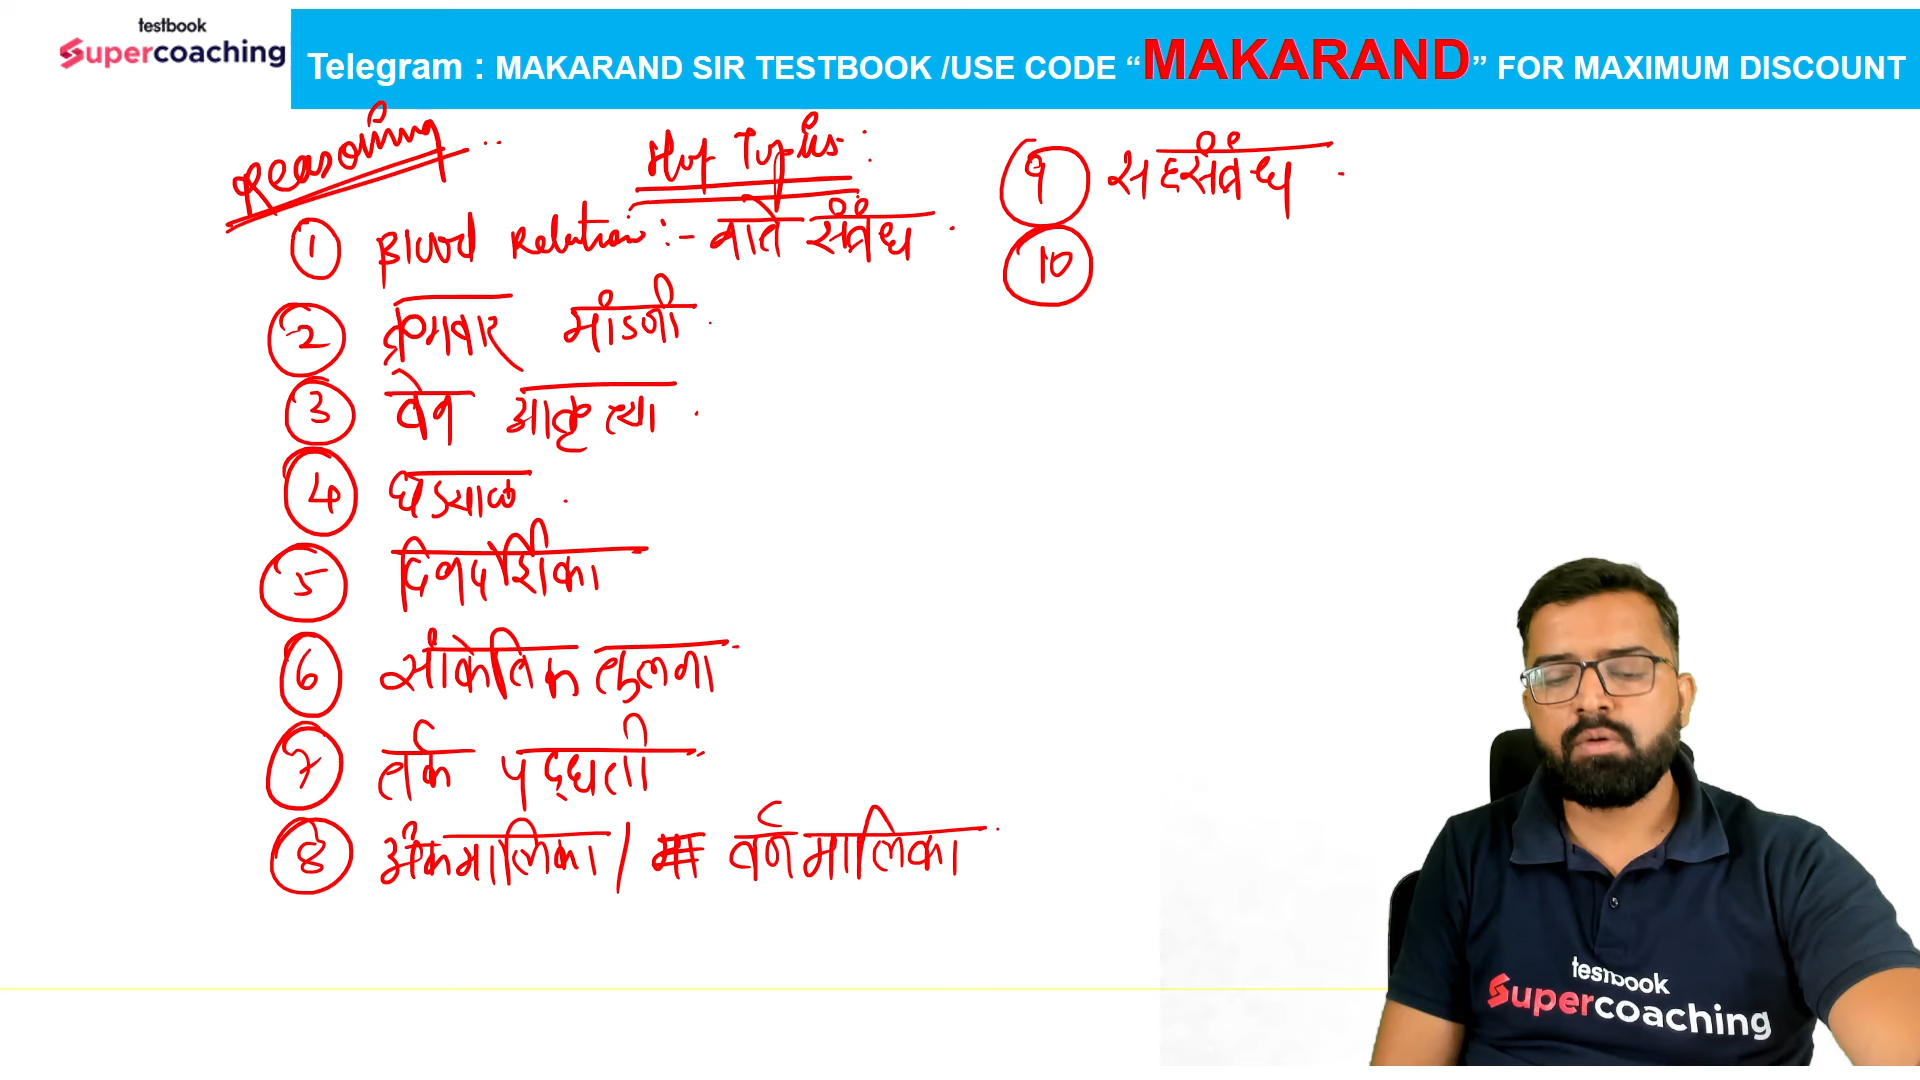 testbook
Supercoaching
Telegram : MAKARAND SIR TESTBOOK /USE CODE “MAKARAND” FOR MAXIMUM DISCOUNT
Reasoning ..
Hot Topics :
1 Blood Relation :- नाते संबंध .
2 क्रमवार मांडणी .
3 वेन आकृत्या .
4 घड्याळ .
5 दिनदर्शिका
6 सांकेतिक तुलना
7 तर्क पद्धती
8 अंकमालिका / वर्णमालिका
9 सहसंबंध .
10
testbook
Supercoaching